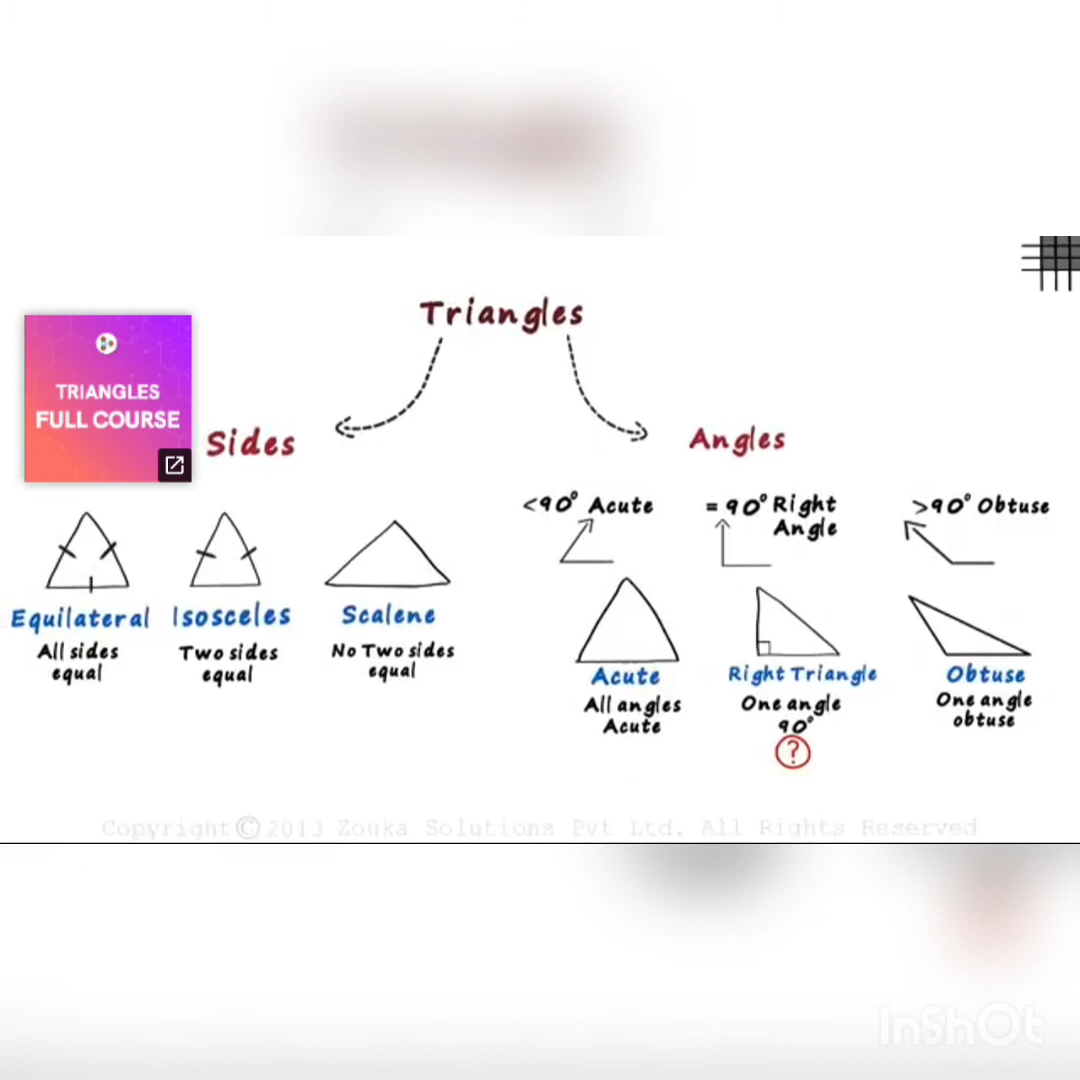 Triangles
TRIANGLES
FULL COURSE
Sides
Angles
<90° Acute
= 90° Right
Angle
>90° Obtuse
Equilateral
All sides
equal
Isosceles
Two sides
equal
Scalene
No Two sides
equal
Acute
All angles
Acute
Right Triangle
One angle
90°
?
Obtuse
One angle
obtuse
Copyright © 2013 Zouka Solutions Pvt Ltd. All Rights Reserved
InShOt